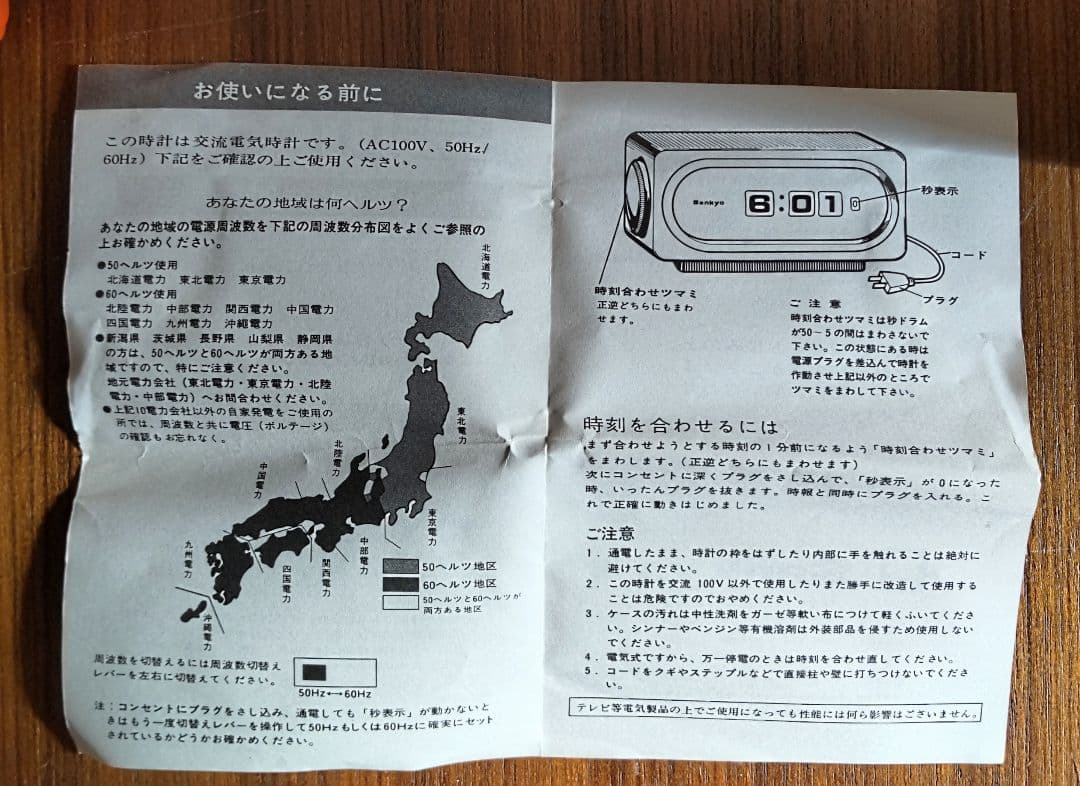 お使いになる前に
この時計は交流電気時計です。(AC100V、50Hz/
60Hz)下記をご確認の上ご使用ください。
あなたの地域は何ヘルツ?
あなたの地域の電源周波数を下記の周波数分布図をよくご参照の
上お確かめください。
●50ヘルツ使用
北海道電力 東北電力 東京電力
●60ヘルツ使用
北陸電力 中部電力 関西電力 中国電力
四国電力 九州電力 沖縄電力
●新潟県 茨城県 長野県 山梨県 静岡県
の方は、50ヘルツと60ヘルツが両方ある地
域ですので、特にご注意ください。
地元電力会社(東北電力・東京電力・北陸
電力・中部電力)へお問合わせください。
●上記10電力会社以外の自家発電をご使用の
所では、周波数と共に電圧(ボルテージ)
の確認もお忘れなく。
北海道電力
東北電力
北陸電力
中国電力
東京電力
中部電力
九州電力
関西電力
四国電力
沖縄電力
50ヘルツ地区
60ヘルツ地区
50ヘルツと60ヘルツが
両方ある地区
周波数を切替えるには周波数切替え
レバーを左右に切替えてください。
50Hz↔60Hz
注:コンセントにプラグをさし込み、通電しても「秒表示」が動かないと
きはもう一度切替えレバーを操作して50Hzもしくは60Hzに確実にセット
されているかどうかお確かめください。
Sankyo
6:01
0
秒表示
コード
プラグ
時刻合わせツマミ
正逆どちらにもまわ
せます。
ご注意
時刻合わせツマミは秒ドラム
が50〜5の間はまわさないで
下さい。この状態にある時は
電源プラグを差込んで時計を
作動させ上記以外のところで
ツマミをまわして下さい。
時刻を合わせるには
まず合わせようとする時刻の1分前になるよう「時刻合わせツマミ」
をまわします。(正逆どちらにもまわせます)
次にコンセントに深くプラグをさし込んで、「秒表示」が0になった
時、いったんプラグを抜きます。時報と同時にプラグを入れる。こ
れで正確に動きはじめました。
ご注意
1. 通電したまま、時計の枠をはずしたり内部に手を触れることは絶対に
避けてください。
2. この時計を交流100V以外で使用したりまた勝手に改造して使用する
ことは危険ですのでおやめください。
3. ケースの汚れは中性洗剤をガーゼ等軟い布につけて軽くふいてくださ
い。シンナーやベンジン等有機溶剤は外装部品を侵すため使用しない
でください。
4. 電気式ですから、万一停電のときは時刻を合わせ直してください。
5. コードをクギやステップルなどで直接柱や壁に打ちつけないでくださ
い。
テレビ等電気製品の上でご使用になっても性能には何ら影響はございません。